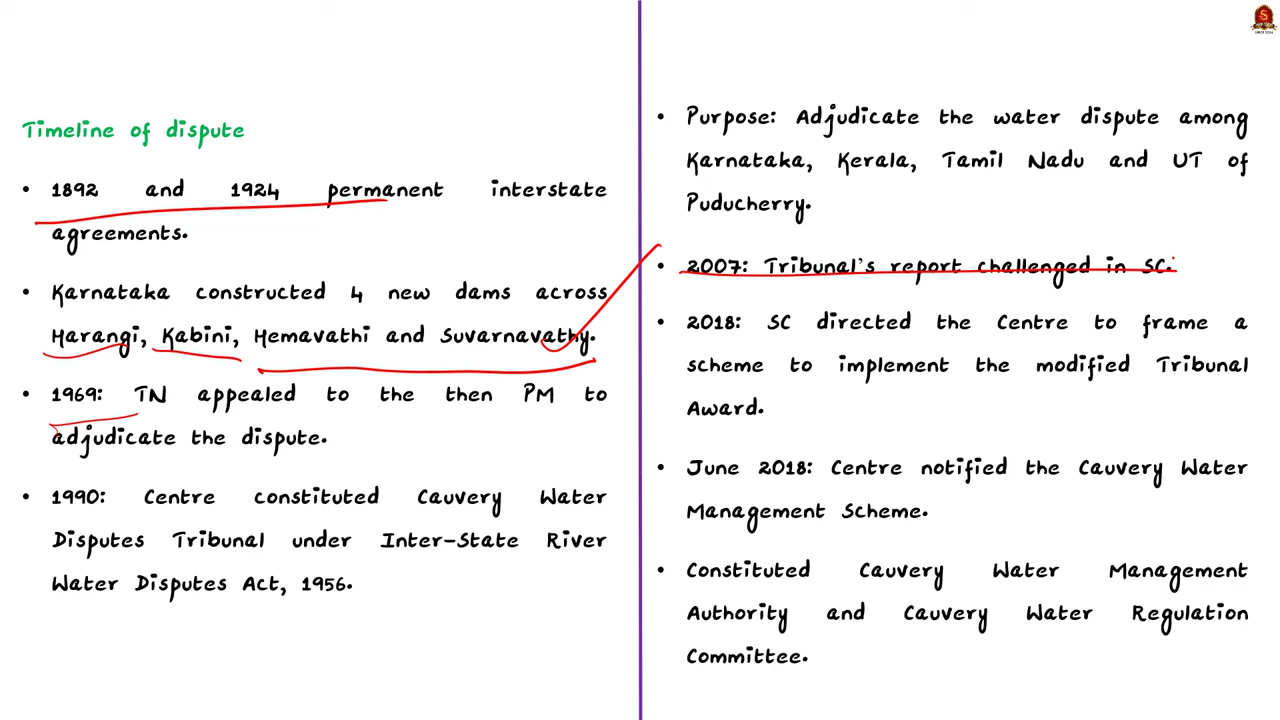 Timeline of dispute
• 1892 and 1924 permanent interstate
agreements.
• Karnataka constructed 4 new dams across
Harangi, Kabini, Hemavathi and Suvarnavathy.
• 1969: TN appealed to the then PM to
adjudicate the dispute.
• 1990: Centre constituted Cauvery Water
Disputes Tribunal under Inter-State River
Water Disputes Act, 1956.
• Purpose: Adjudicate the water dispute among
Karnataka, Kerala, Tamil Nadu and UT of
Puducherry.
• 2007: Tribunal's report challenged in SC.
• 2018: SC directed the Centre to frame a
scheme to implement the modified Tribunal
Award.
• June 2018: Centre notified the Cauvery Water
Management Scheme.
• Constituted Cauvery Water Management
Authority and Cauvery Water Regulation
Committee.